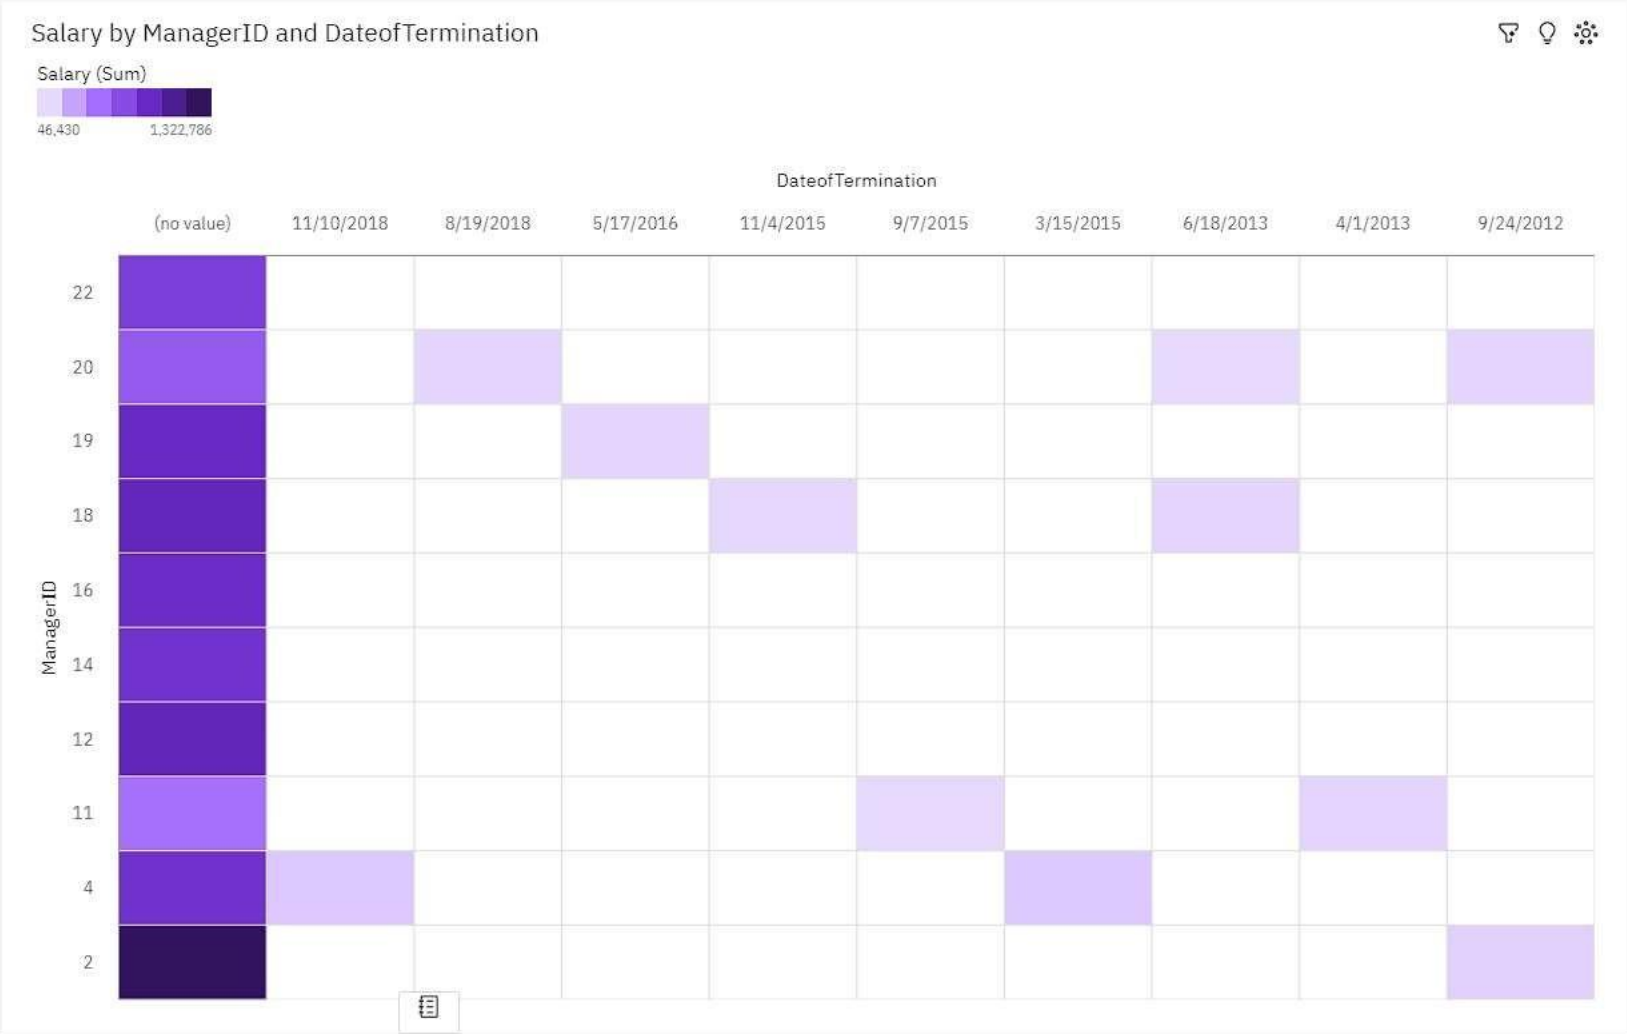 Salary by ManagerID and DateofTermination
Salary (Sum)
46,430 1,322,786
DateofTermination
(no value) 11/10/2018 8/19/2018 5/17/2016 11/4/2015 9/7/2015 3/15/2015 6/18/2013 4/1/2013 9/24/2012
22
20
19
18
ManagerID
16
14
12
11
4
2